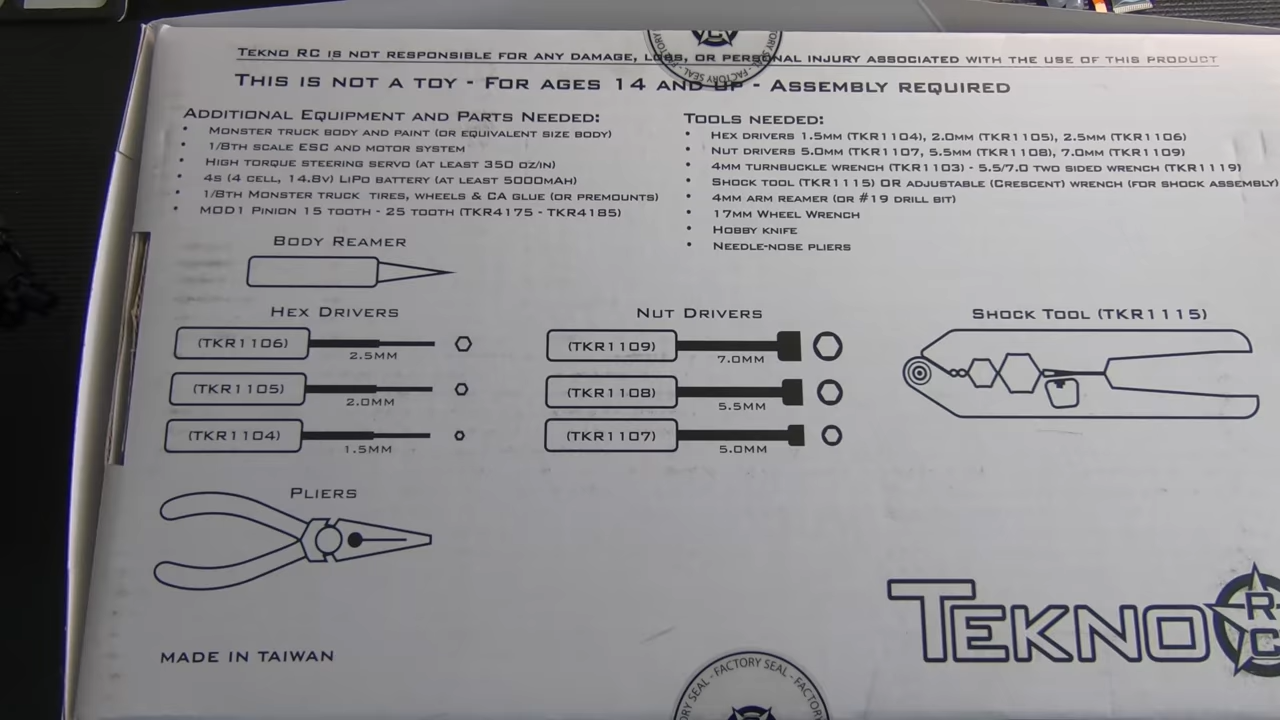 TEKNO RC IS NOT RESPONSIBLE FOR ANY DAMAGE, LOSS, OR PERSONAL INJURY ASSOCIATED WITH THE USE OF THIS PRODUCT
THIS IS NOT A TOY - FOR AGES 14 AND UP - ASSEMBLY REQUIRED
FACTORY SEAL - FACTORY
ADDITIONAL EQUIPMENT AND PARTS NEEDED:
• MONSTER TRUCK BODY AND PAINT (OR EQUIVALENT SIZE BODY)
• 1/8TH SCALE ESC AND MOTOR SYSTEM
• HIGH TORQUE STEERING SERVO (AT LEAST 350 OZ/IN)
• 4S (4 CELL, 14.8V) LIPO BATTERY (AT LEAST 5000MAH)
• 1/8TH MONSTER TRUCK TIRES, WHEELS & CA GLUE (OR PREMOUNTS)
• MOD1 PINION 15 TOOTH - 25 TOOTH (TKR4175 - TKR4185)
TOOLS NEEDED:
• HEX DRIVERS 1.5MM (TKR1104), 2.0MM (TKR1105), 2.5MM (TKR1106)
• NUT DRIVERS 5.0MM (TKR1107, 5.5MM (TKR1108), 7.0MM (TKR1109)
• 4MM TURNBUCKLE WRENCH (TKR1103) - 5.5/7.0 TWO SIDED WRENCH (TKR1119)
• SHOCK TOOL (TKR1115) OR ADJUSTABLE (CRESCENT) WRENCH (FOR SHOCK ASSEMBLY)
• 4MM ARM REAMER (OR #19 DRILL BIT)
• 17MM WHEEL WRENCH
• HOBBY KNIFE
• NEEDLE-NOSE PLIERS
BODY REAMER
HEX DRIVERS
(TKR1106)
2.5MM
(TKR1105)
2.0MM
(TKR1104)
1.5MM
NUT DRIVERS
(TKR1109)
7.0MM
(TKR1108)
5.5MM
(TKR1107)
5.0MM
SHOCK TOOL (TKR1115)
PLIERS
MADE IN TAIWAN
TEKNO RC
FACTORY SEAL - FACTORY